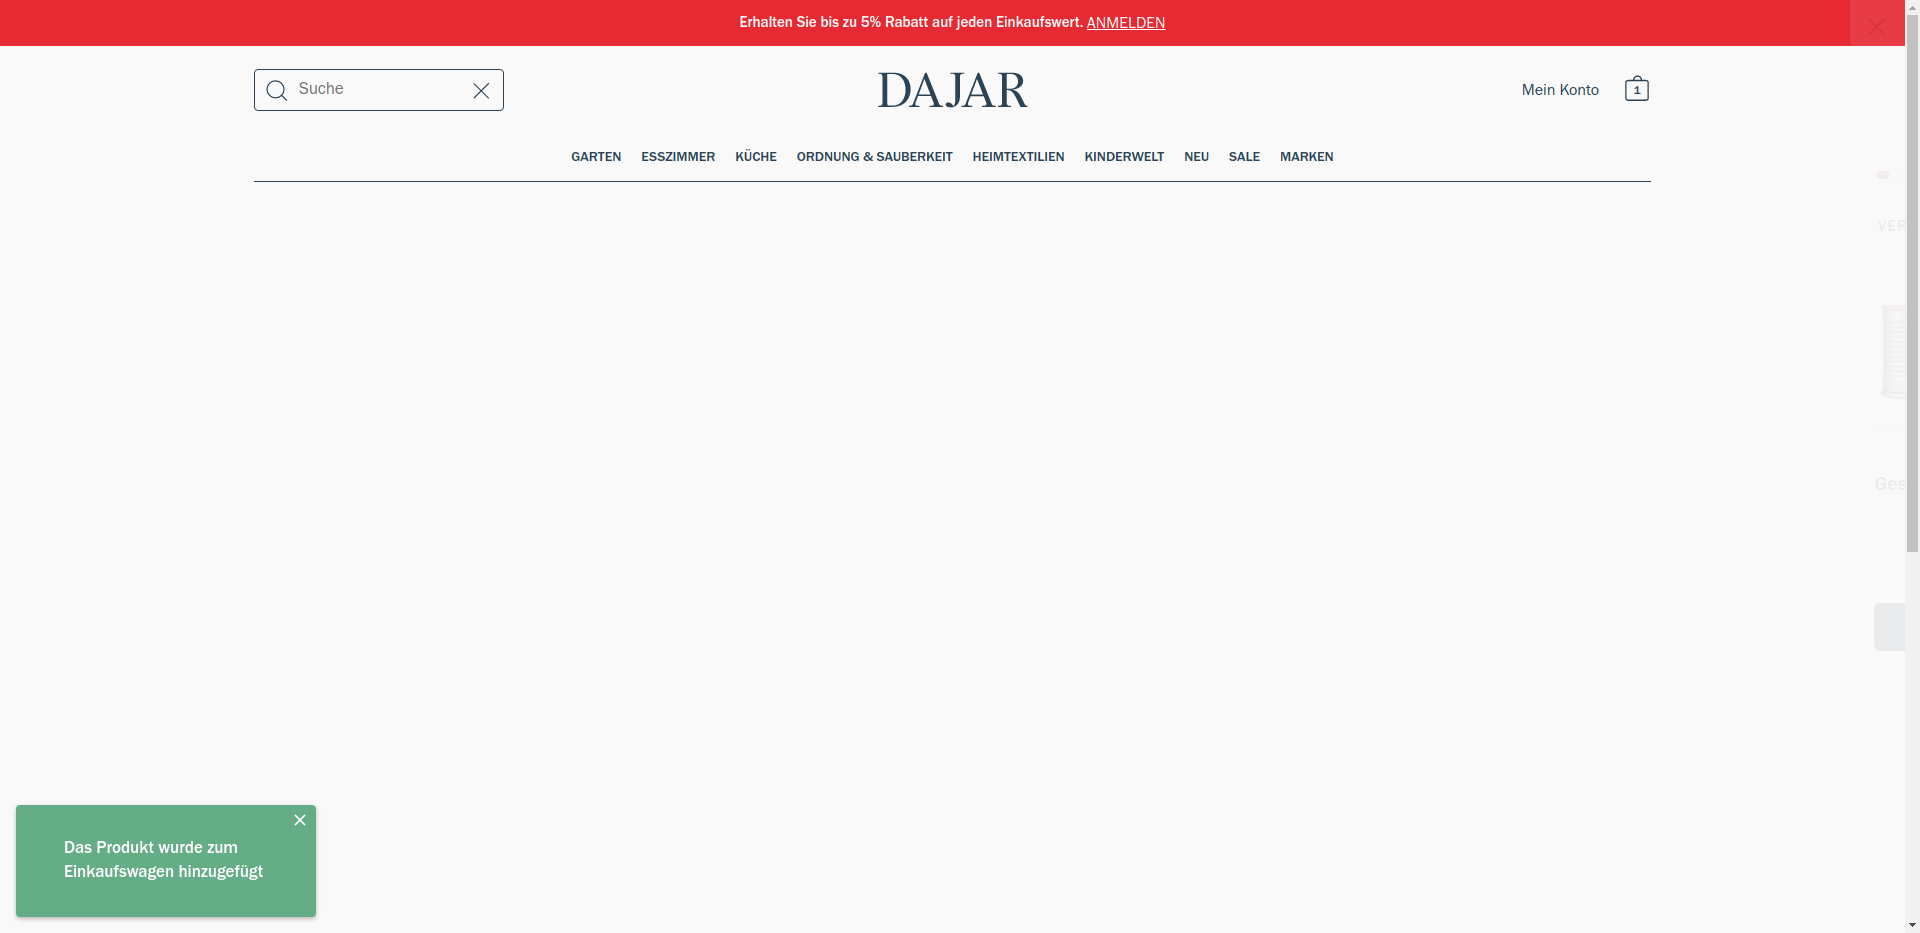 Erhalten Sie bis zu 5% Rabatt auf jeden Einkaufswert. ANMELDEN
Suche
DAJAR
Mein Konto
1
GARTEN ESSZIMMER KÜCHE ORDNUNG & SAUBERKEIT HEIMTEXTILIEN KINDERWELT NEU SALE MARKEN
VER
Ges
Das Produkt wurde zum
Einkaufswagen hinzugefügt